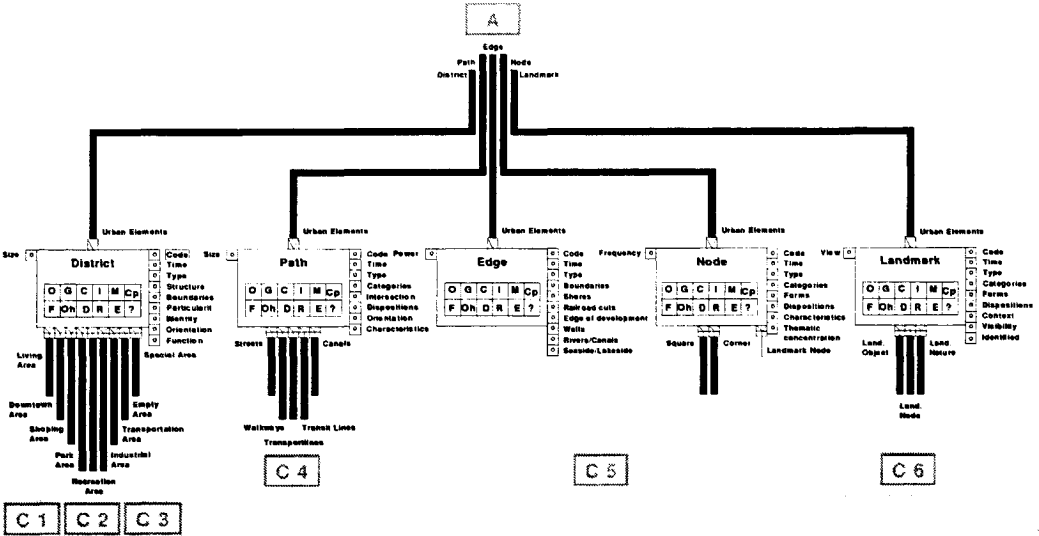 A
Edge
Path Node
District Landmark
Urban Elements Urban Elements Urban Elements Urban Elements
Size District Code
Time
Type
Structure
Boundaries
Particularit
Identity
Orientation
Function
O G C I M Cp
F Oh D R E ?
Living Area
Special Area
Downtown Area
Empty Area
Shoping Area
Transportation Area
Park Area
Industrial Area
Recreation Area
C 1 C 2 C 3
Size Path Code
Time
Type
Categories
Intersection
Dispositions
Orientation
Characteristics
O G C I M Cp
F Oh D R E ?
Streets Canals
Walkways Transit Lines
Transportlines
C 4
Power Edge Code
Time
Type
Boundaries
Shores
Railroad cuts
Edge of development
Walls
Rivers/Canals
Seaside/Lakeside
O G C I M Cp
F Oh D R E ?
C 5
Frequency Node Code
Time
Type
Categories
Forms
Dispositions
Characteristics
Thematic
concentration
O G C I M Cp
F Oh D R E ?
Square Corner Landmark Node
View Landmark Code
Time
Type
Categories
Forms
Dispositions
Context
Visibility
Identified
O G C I M Cp
F Oh D R E ?
Land. Object
Land. Nature
Land. Node
C 6